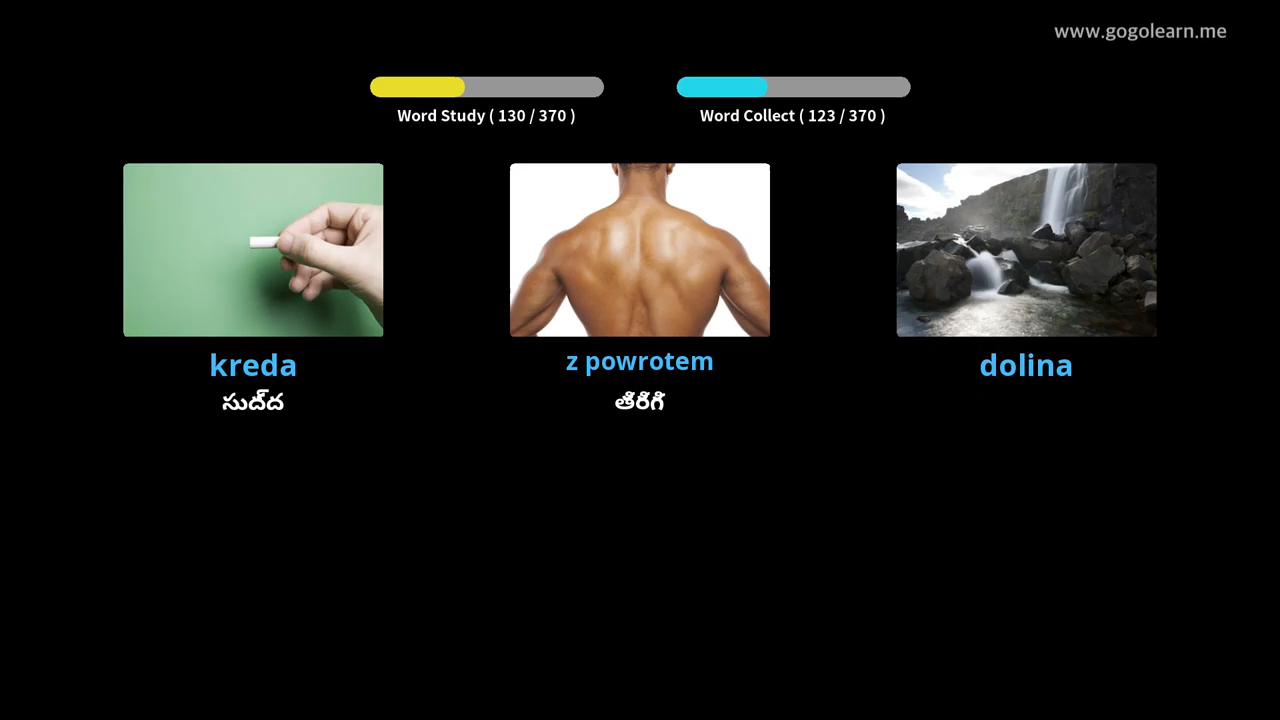 www.gogolearn.me
Word Study ( 130 / 370 )
Word Collect ( 123 / 370 )
kreda
z powrotem
dolina
సుద్ద
తిరిగి